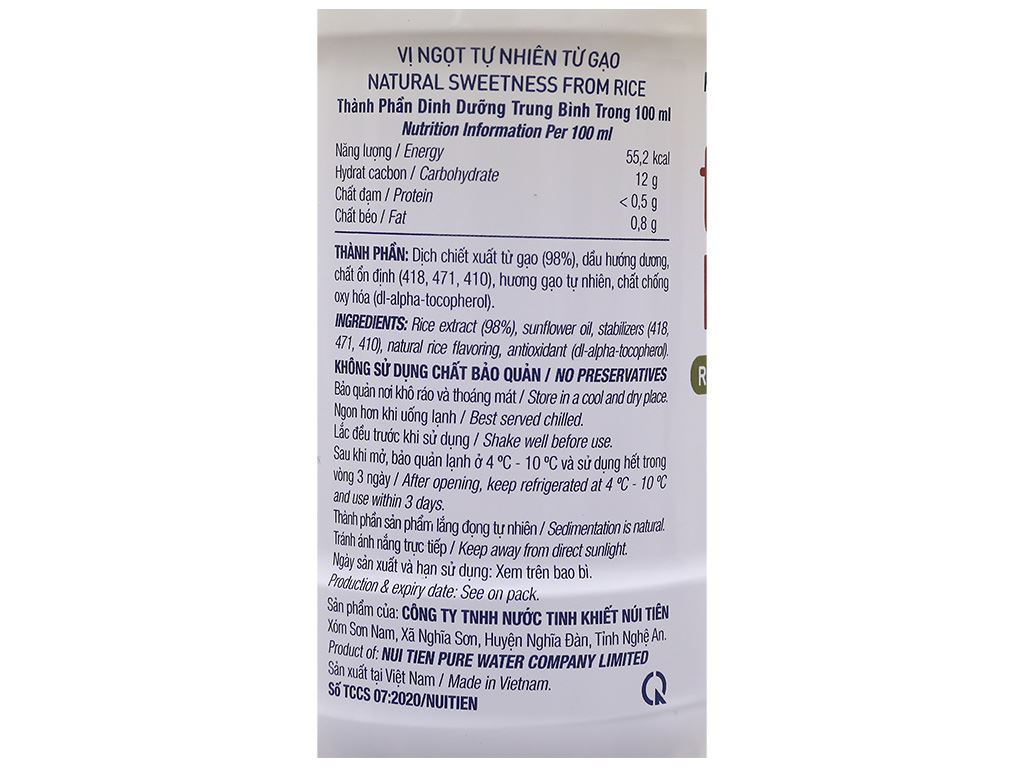 VỊ NGỌT TỰ NHIÊN TỪ GẠO
NATURAL SWEETNESS FROM RICE
Thành Phần Dinh Dưỡng Trung Bình Trong 100 ml
Nutrition Information Per 100 ml
Năng lượng / Energy 55,2 kcal
Hydrat cacbon / Carbohydrate 12 g
Chất đạm / Protein < 0,5 g
Chất béo / Fat 0,8 g
THÀNH PHẦN: Dịch chiết xuất từ gạo (98%), dầu hướng dương,
chất ổn định (418, 471, 410), hương gạo tự nhiên, chất chống
oxy hóa (dl-alpha-tocopherol).
INGREDIENTS: Rice extract (98%), sunflower oil, stabilizers (418,
471, 410), natural rice flavoring, antioxidant (dl-alpha-tocopherol).
KHÔNG SỬ DỤNG CHẤT BẢO QUẢN / NO PRESERVATIVES
Bảo quản nơi khô ráo và thoáng mát / Store in a cool and dry place.
Ngon hơn khi uống lạnh / Best served chilled.
Lắc đều trước khi sử dụng / Shake well before use.
Sau khi mở, bảo quản lạnh ở 4 ºC - 10 ºC và sử dụng hết trong
vòng 3 ngày / After opening, keep refrigerated at 4 ºC - 10 ºC
and use within 3 days.
Thành phần sản phẩm lắng đọng tự nhiên / Sedimentation is natural.
Tránh ánh nắng trực tiếp / Keep away from direct sunlight.
Ngày sản xuất và hạn sử dụng: Xem trên bao bì.
Production & expiry date: See on pack.
Sản phẩm của: CÔNG TY TNHH NƯỚC TINH KHIẾT NÚI TIÊN
Xóm Sơn Nam, Xã Nghĩa Sơn, Huyện Nghĩa Đàn, Tỉnh Nghệ An.
Product of: NUI TIEN PURE WATER COMPANY LIMITED
Sản xuất tại Việt Nam / Made in Vietnam.
Số TCCS 07:2020/NUITIEN